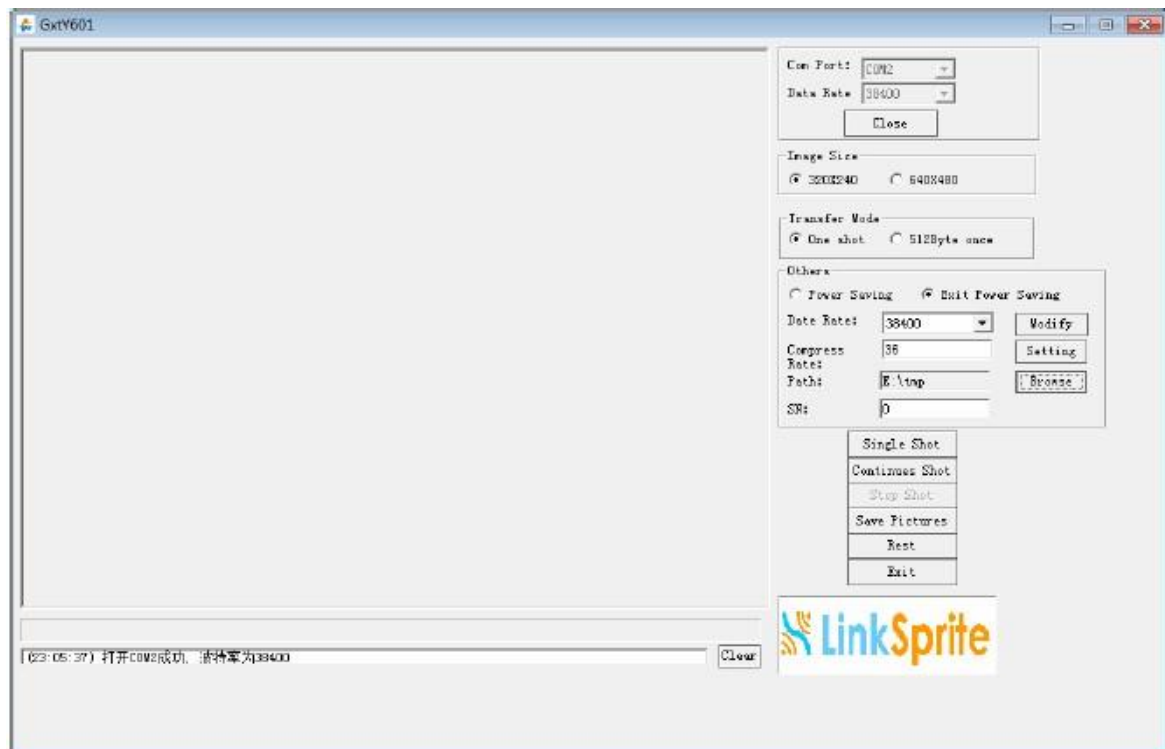 GxtY601
Com Port: COM2
Data Rate 38400
Close
Image Size
320X240 640X480
Transfer Mode
One shot 512Byte once
Others
Power Saving Exit Power Saving
Date Rate: 38400 Modify
Compress Rate: 36 Setting
Path: E:\tmp Browse
SN: 0
Single Shot
Continues Shot
Stop Shot
Save Pictures
Rest
Exit
LinkSprite
(23:05:37) 打开COM2成功, 波特率为38400 Clear